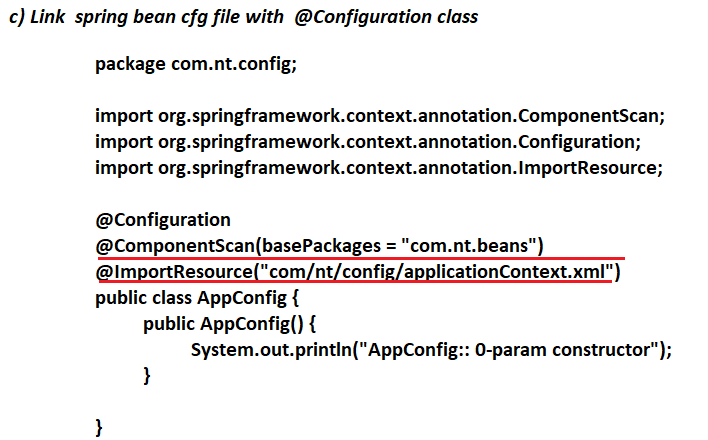 c) Link spring bean cfg file with @Configuration class
package com.nt.config;
import org.springframework.context.annotation.ComponentScan;
import org.springframework.context.annotation.Configuration;
import org.springframework.context.annotation.ImportResource;
@Configuration
@ComponentScan(basePackages = "com.nt.beans")
@ImportResource("com/nt/config/applicationContext.xml")
public class AppConfig {
public AppConfig() {
System.out.println("AppConfig:: 0-param constructor");
}
}